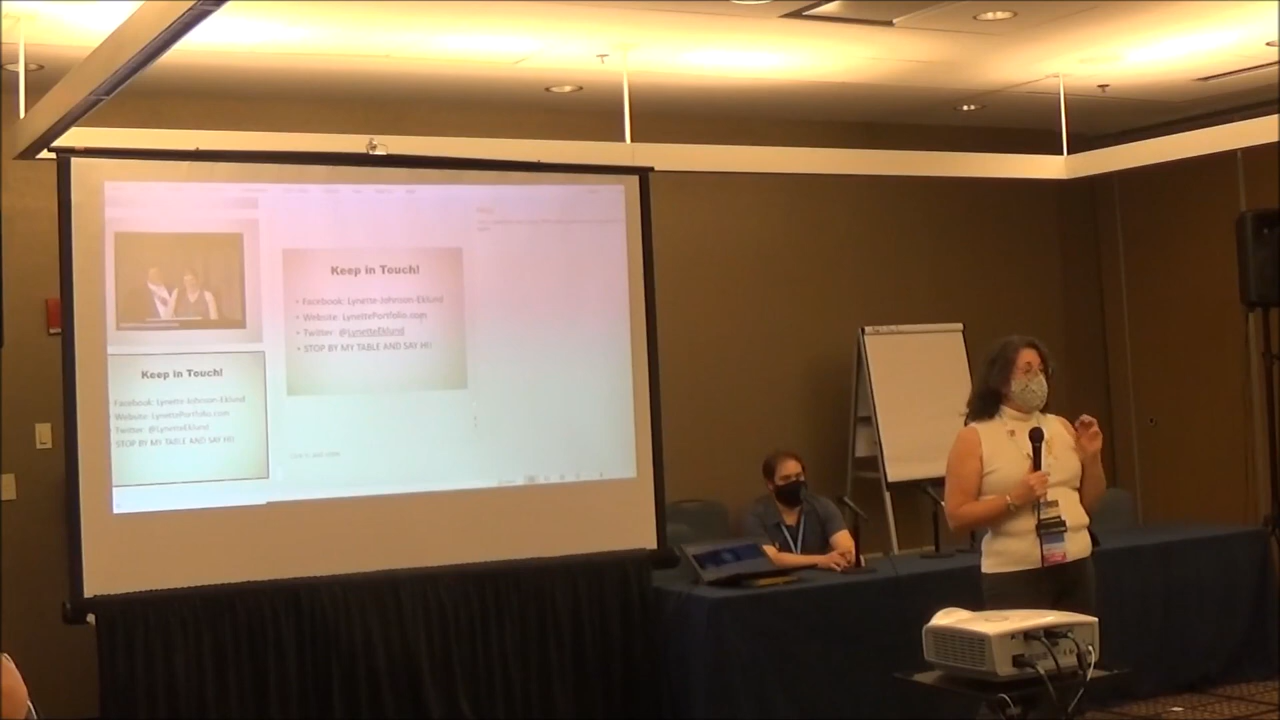 Keep in Touch!
• Facebook: Lynette-Johnson-Eklund
• Website: LynettePortfolio.com
• Twitter: @LynetteEklund
• STOP BY MY TABLE AND SAY HI!
Keep in Touch!
Facebook: Lynette-Johnson-Eklund
Website: LynettePortfolio.com
Twitter: @LynetteEklund
STOP BY MY TABLE AND SAY HI!